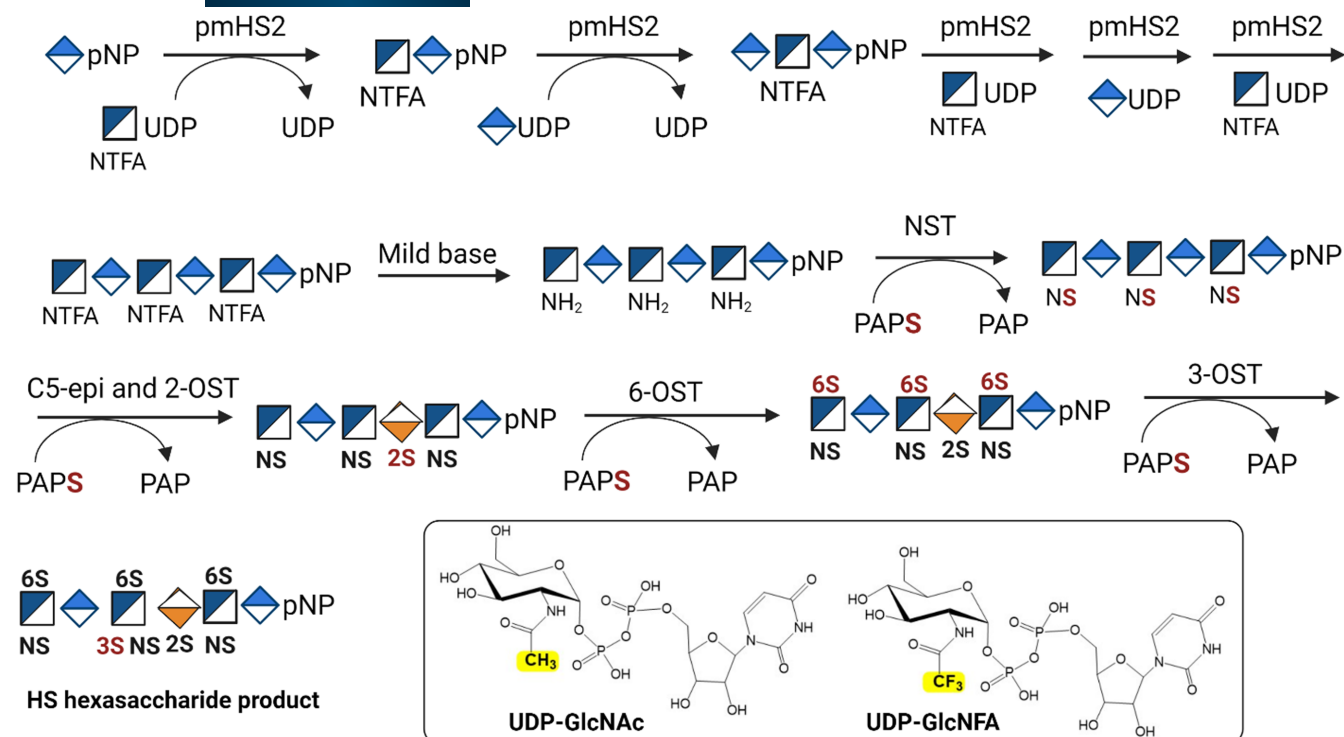 pmHS2 pmHS2 pmHS2 pmHS2 pmHS2
pNP pNP pNP
NTFA NTFA
UDP UDP UDP UDP UDP UDP UDP
NTFA NTFA NTFA
Mild base NST
pNP pNP pNP
NTFA NTFA NTFA NH₂ NH₂ NH₂ NS NS NS
PAPS PAP
C5-epi and 2-OST 6-OST 6S 6S 6S 3-OST
pNP pNP
NS NS 2S NS NS NS 2S NS
PAPS PAP PAPS PAP PAPS PAP
6S 6S 6S
pNP
NS 3S NS 2S NS
HS hexasaccharide product
OH
HO O
HO
NH
O
CH₃
O
O
P
OH
O
P
O
OH
O
O
N
O
NH
O
HO OH
UDP-GlcNAc
OH
HO O
HO
NH
O
CF₃
O
O
P
OH
O
P
O
OH
O
O
N
O
NH
O
HO OH
UDP-GlcNFA